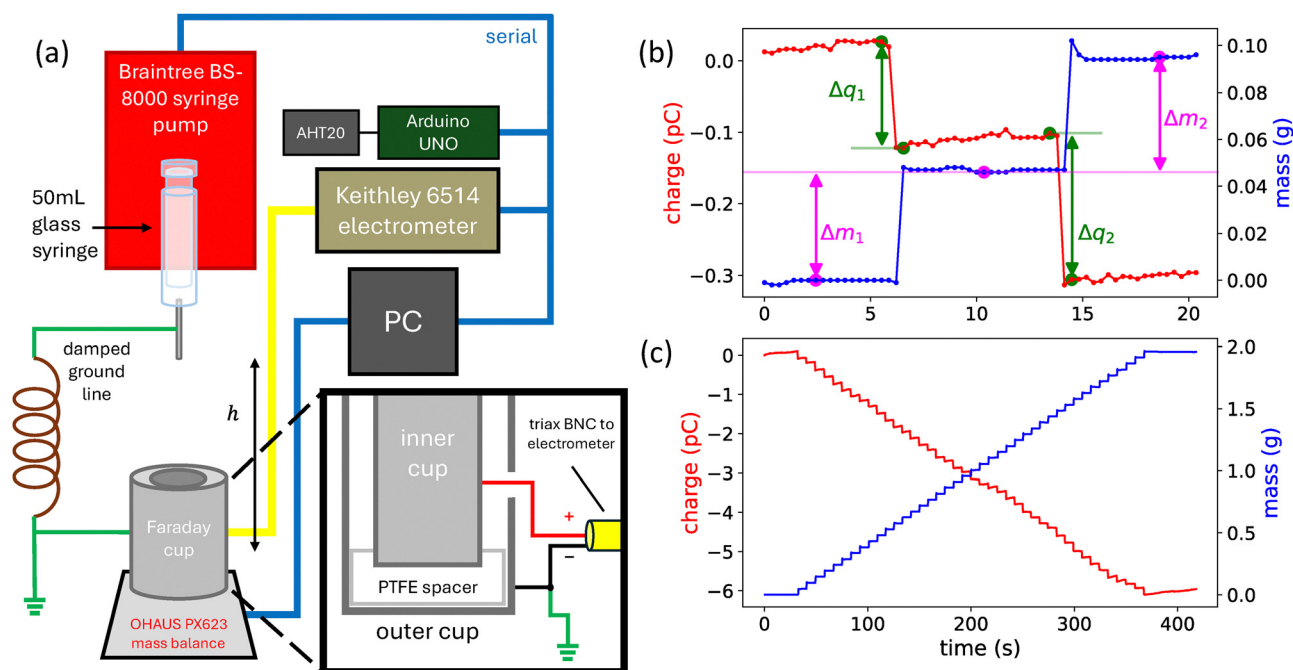 (a)
serial
Braintree BS-
8000 syringe
pump
AHT20
Arduino
UNO
50mL
glass
syringe
Keithley 6514
electrometer
PC
damped
ground
line
h
Faraday
cup
OHAUS PX623
mass balance
inner
cup
triax BNC to
electrometer
+
−
PTFE spacer
outer cup
(b)
charge (pC)
0.0
−0.1
−0.2
−0.3
Δq1
Δm1
Δm2
Δq2
0.10
0.08
0.06
0.04
0.02
0.00
mass (g)
0 5 10 15 20
(c)
charge (pC)
0
−1
−2
−3
−4
−5
−6
2.0
1.5
1.0
0.5
0.0
mass (g)
0 100 200 300 400
time (s)